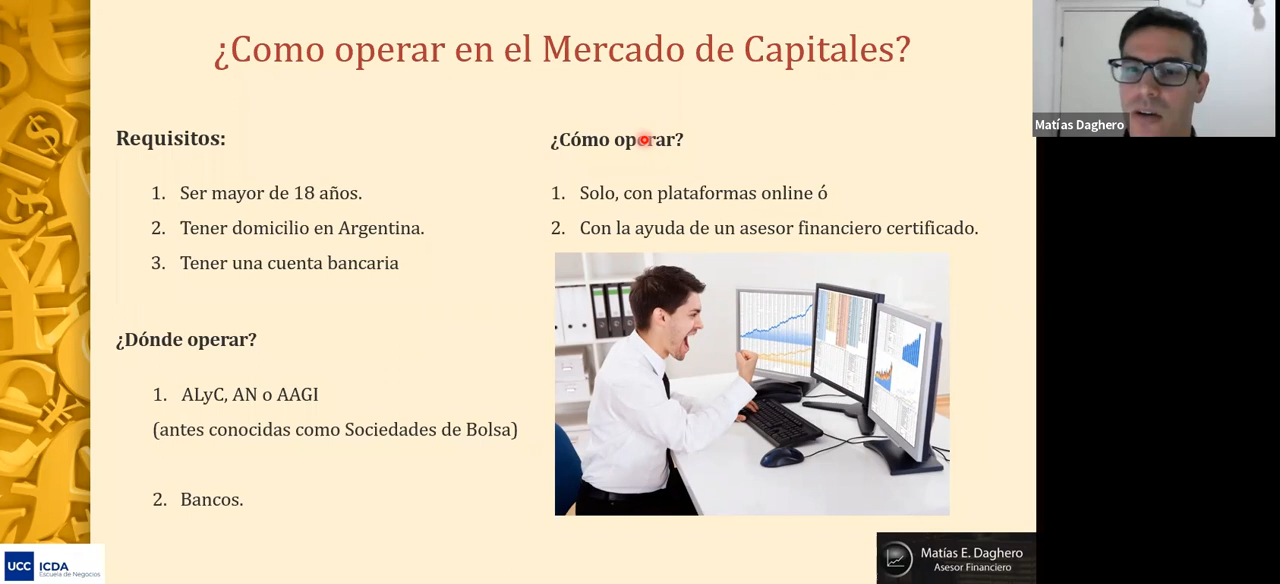 ¿Como operar en el Mercado de Capitales?
Requisitos:
1. Ser mayor de 18 años.
2. Tener domicilio en Argentina.
3. Tener una cuenta bancaria
¿Dónde operar?
1. ALyC, AN o AAGI
(antes conocidas como Sociedades de Bolsa)
2. Bancos.
¿Cómo operar?
1. Solo, con plataformas online ó
2. Con la ayuda de un asesor financiero certificado.
Matías Daghero
UCC ICDA
Escuela de Negocios
Matías E. Daghero
Asesor Financiero